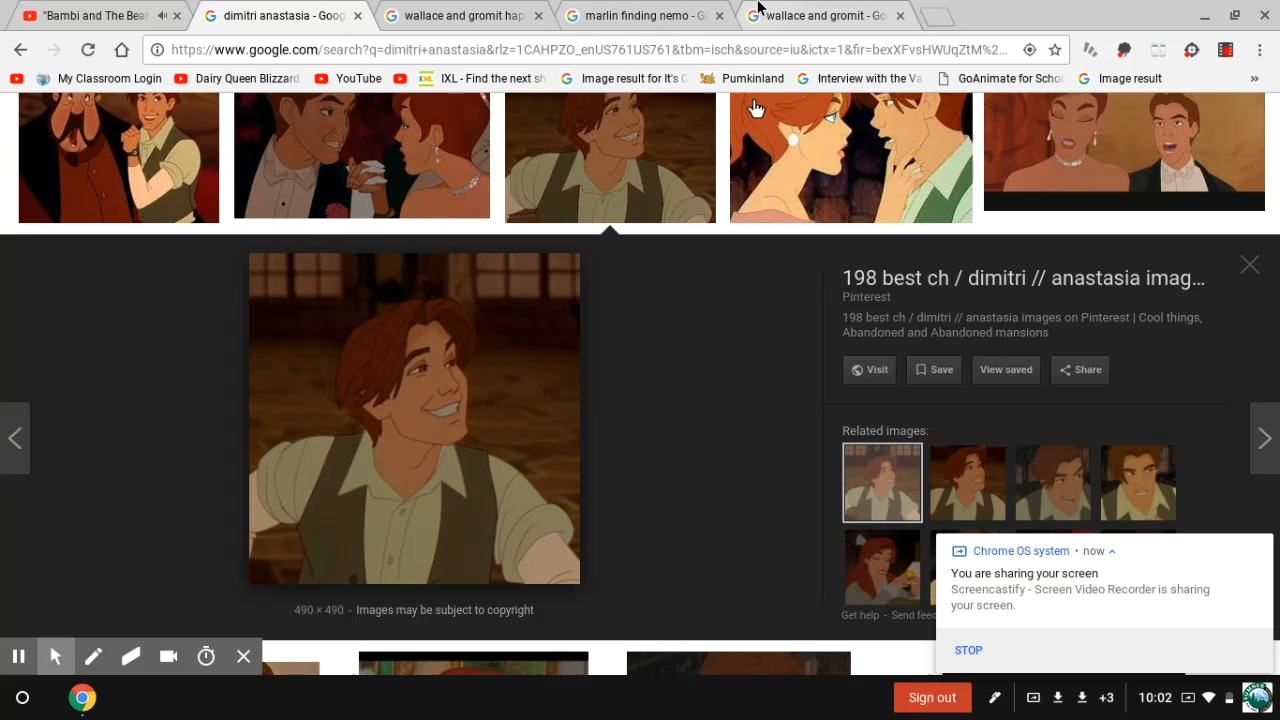 "Bambi and The Bear
dimitri anastasia - Goog
wallace and gromit hap
marlin finding nemo - G
wallace and gromit - Go
https://www.google.com/search?q=dimitri+anastasia&rlz=1CAHPZO_enUS761US761&tbm=isch&source=iu&ictx=1&fir=bexXFvsHWUqZtM%2...
My Classroom Login
Dairy Queen Blizzard
YouTube
IXL - Find the next sh
Image result for It's
Pumkinland
Interview with the Va
GoAnimate for Scho
Image result
»
198 best ch / dimitri // anastasia imag...
Pinterest
198 best ch / dimitri // anastasia images on Pinterest | Cool things,
Abandoned and Abandoned mansions
Visit
Save
View saved
Share
Related images:
Chrome OS system • now
You are sharing your screen
Screencastify - Screen Video Recorder is sharing
your screen.
STOP
490 × 490 - Images may be subject to copyright
Get help - Send feed
Sign out
+3
10:02